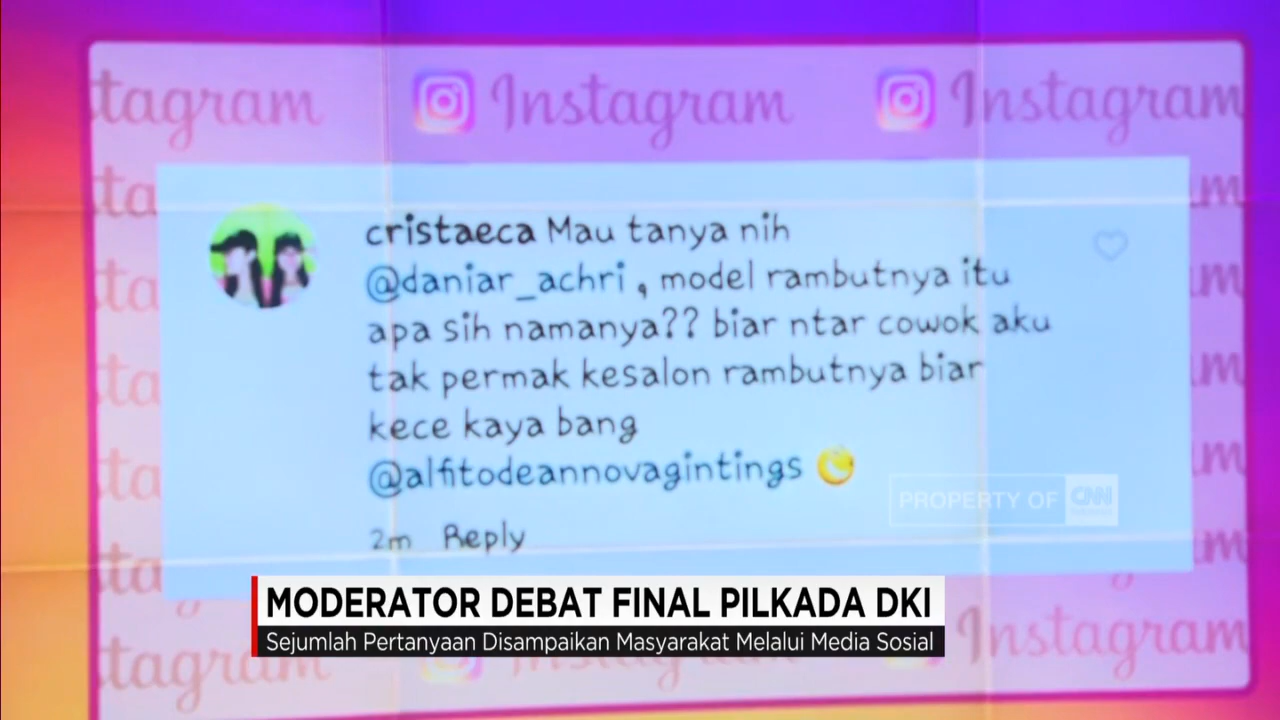 tagram Instagram Instagram
cristaeca Mau tanya nih
@daniar_achri , model rambutnya itu
apa sih namanya?? biar ntar cowok aku
tak permak kesalon rambutnya biar
kece kaya bang
@alfitodeannovagintings
PROPERTY OF CNN
2m Reply
MODERATOR DEBAT FINAL PILKADA DKI
Sejumlah Pertanyaan Disampaikan Masyarakat Melalui Media Sosial
Instagram